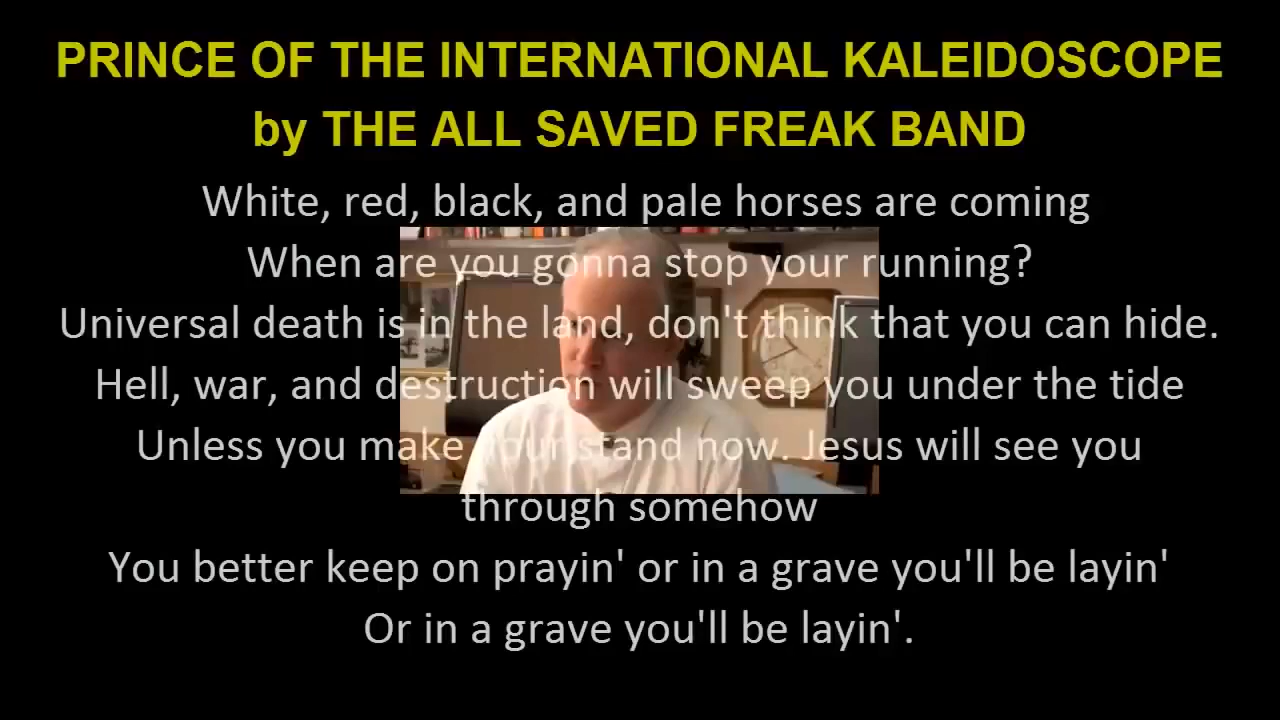 PRINCE OF THE INTERNATIONAL KALEIDOSCOPE
by THE ALL SAVED FREAK BAND
White, red, black, and pale horses are coming
When are you gonna stop your running?
Universal death is in the land, don't think that you can hide.
Hell, war, and destruction will sweep you under the tide
Unless you make your stand now. Jesus will see you
through somehow
You better keep on prayin' or in a grave you'll be layin'
Or in a grave you'll be layin'.